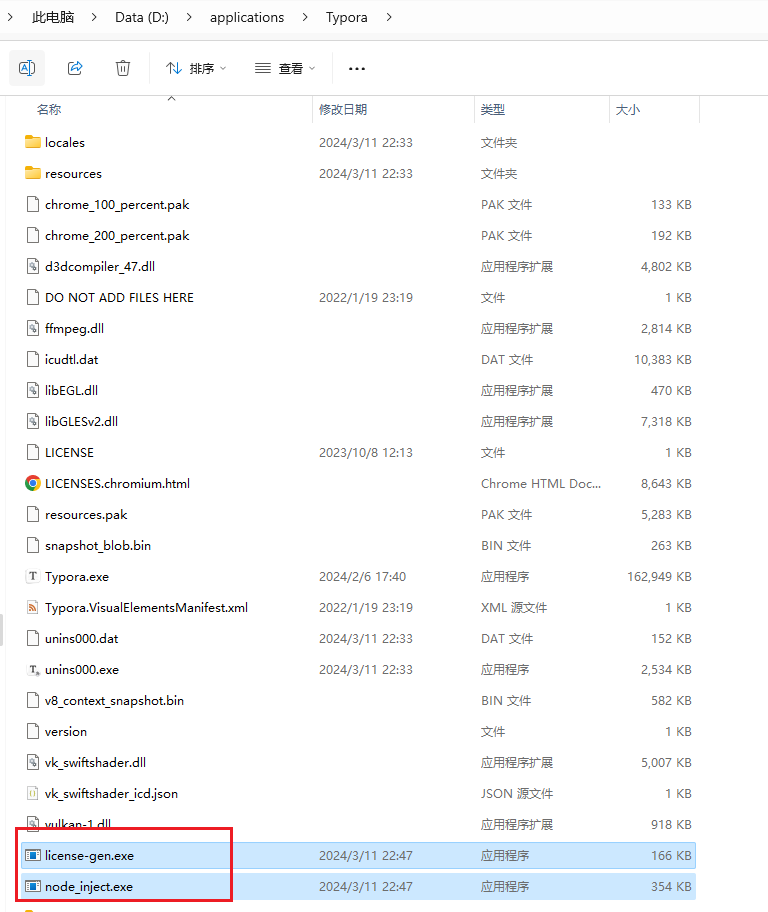 此电脑 Data (D:) applications Typora
排序 查看
名称 修改日期 类型 大小
locales 2024/3/11 22:33 文件夹
resources 2024/3/11 22:33 文件夹
chrome_100_percent.pak PAK 文件 133 KB
chrome_200_percent.pak PAK 文件 192 KB
d3dcompiler_47.dll 应用程序扩展 4,802 KB
DO NOT ADD FILES HERE 2022/1/19 23:19 文件 1 KB
ffmpeg.dll 应用程序扩展 2,814 KB
icudtl.dat DAT 文件 10,383 KB
libEGL.dll 应用程序扩展 470 KB
libGLESv2.dll 应用程序扩展 7,318 KB
LICENSE 2023/10/8 12:13 文件 1 KB
LICENSES.chromium.html Chrome HTML Doc... 8,643 KB
resources.pak PAK 文件 5,283 KB
snapshot_blob.bin BIN 文件 263 KB
Typora.exe 2024/2/6 17:40 应用程序 162,949 KB
Typora.VisualElementsManifest.xml 2022/1/19 23:19 XML 源文件 1 KB
unins000.dat 2024/3/11 22:33 DAT 文件 152 KB
unins000.exe 2024/3/11 22:33 应用程序 2,534 KB
v8_context_snapshot.bin BIN 文件 582 KB
version 文件 1 KB
vk_swiftshader.dll 应用程序扩展 5,007 KB
vk_swiftshader_icd.json JSON 源文件 1 KB
vulkan-1.dll 应用程序扩展 918 KB
license-gen.exe 2024/3/11 22:47 应用程序 166 KB
node_inject.exe 2024/3/11 22:47 应用程序 354 KB